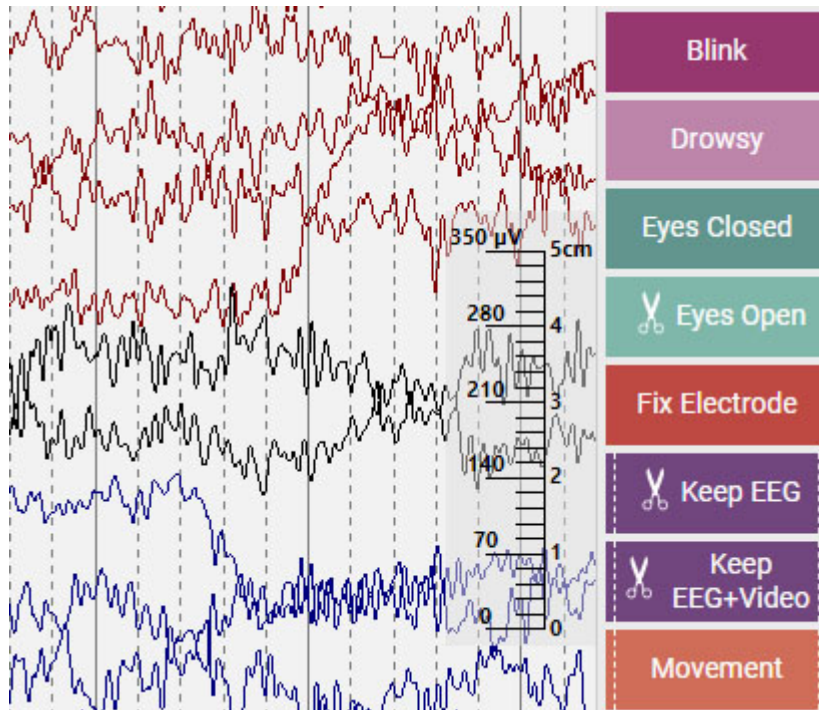 Blink
Drowsy
Eyes Closed
Eyes Open
Fix Electrode
Keep EEG
Keep
EEG+Video
Movement
350 µV
5cm
280
4
210
3
140
2
70
1
0
0